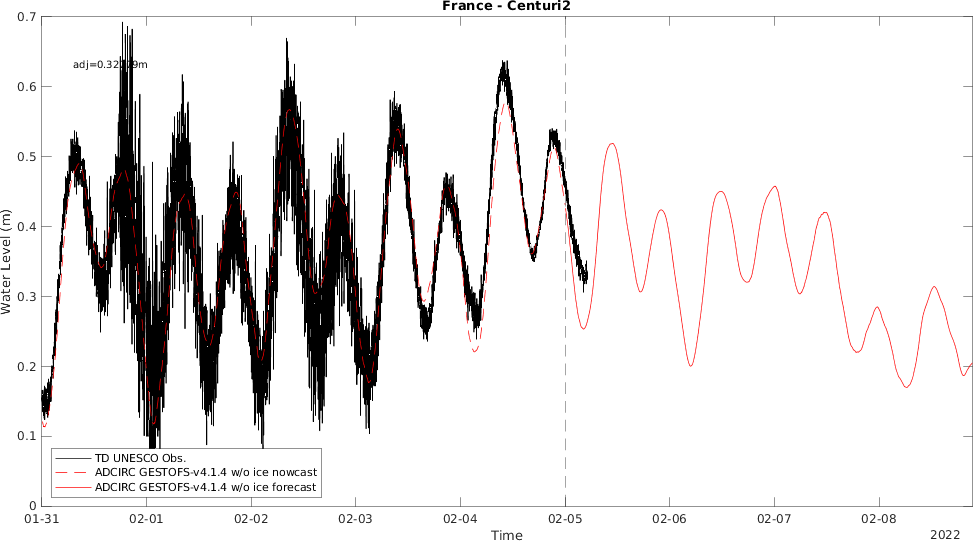 France - Centuri2
0.7
adj=0.32
9m
0.6
0.5
0.4
Water Level (m)
0.3
0.2
0.1
TD UNESCO Obs.
ADCIRC GESTOFS-v4.1.4 w/o ice nowcast
ADCIRC GESTOFS-v4.1.4 w/o ice forecast
0
01-31 02-01 02-02 02-03 02-04 02-05 02-06 02-07 02-08
Time
2022